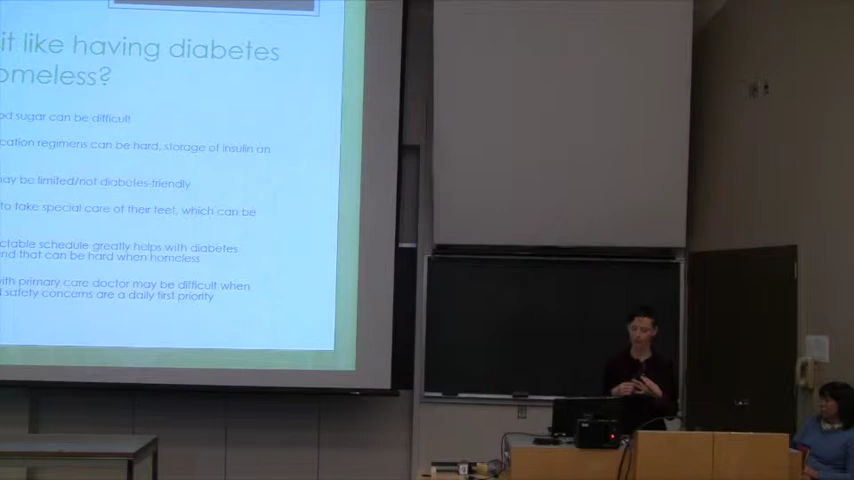 it like having diabetes
omeless?
od sugar can be difficult
cation regimens can be hard, storage of insulin an
ay be limited/not diabetes-friendly
to take special care of their feet, which can be
ctable schedule greatly helps with diabetes
nd that can be hard when homeless
with primary care doctor may be difficult when
safety concerns are a daily first priority